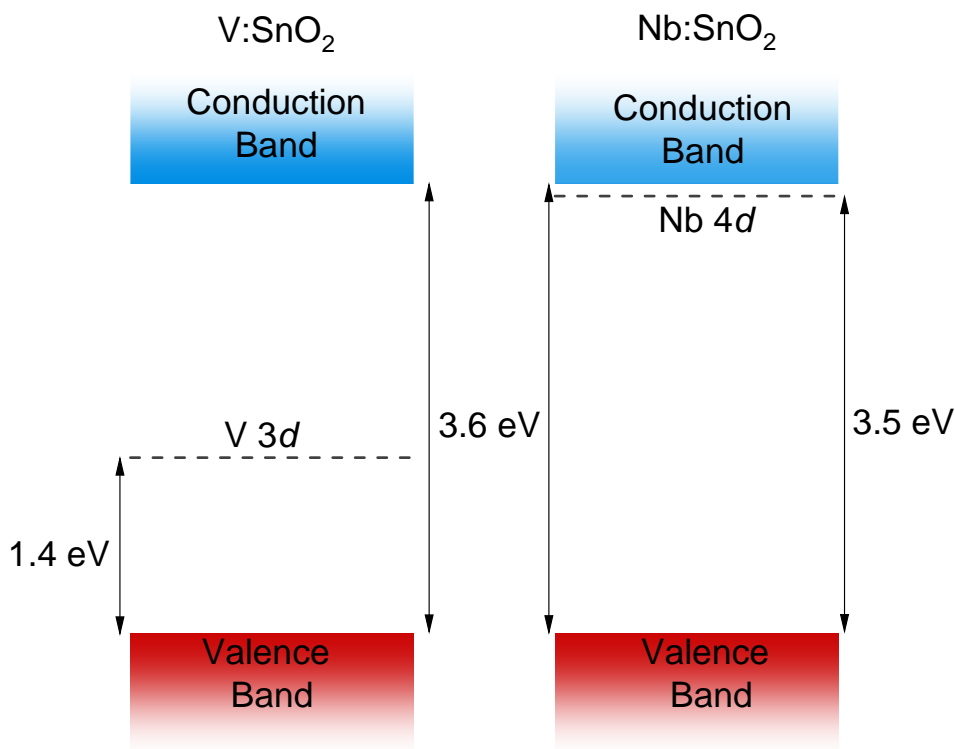 V:SnO₂
Nb:SnO₂
Conduction
Band
Conduction
Band
Nb 4d
V 3d
3.6 eV
3.5 eV
1.4 eV
Valence
Band
Valence
Band